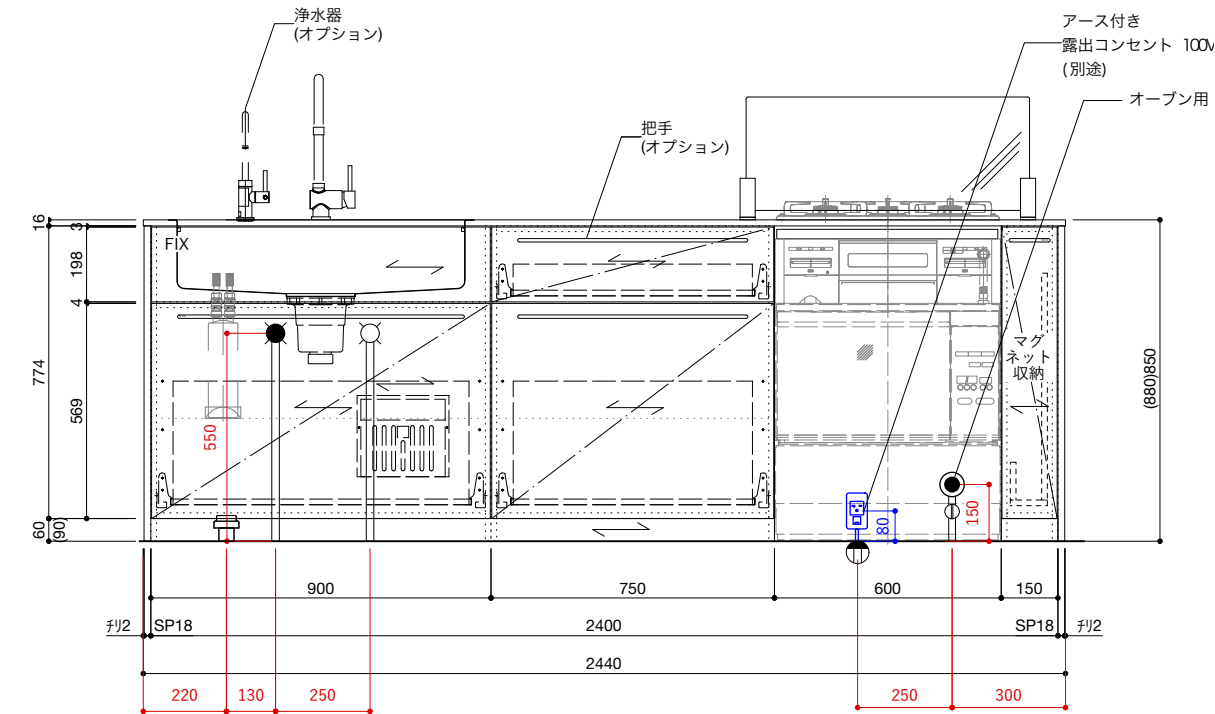 浄水器
(オプション)
アース付き
露出コンセント 100V
(別途)
オーブン用
把手
(オプション)
FIX
マグ
ネット
収納
16
3
198
4
774
569
60
(90)
550
80
150
(880)850
900
750
600
150
チリ2
SP18
2400
SP18
チリ2
2440
220
130
250
250
300